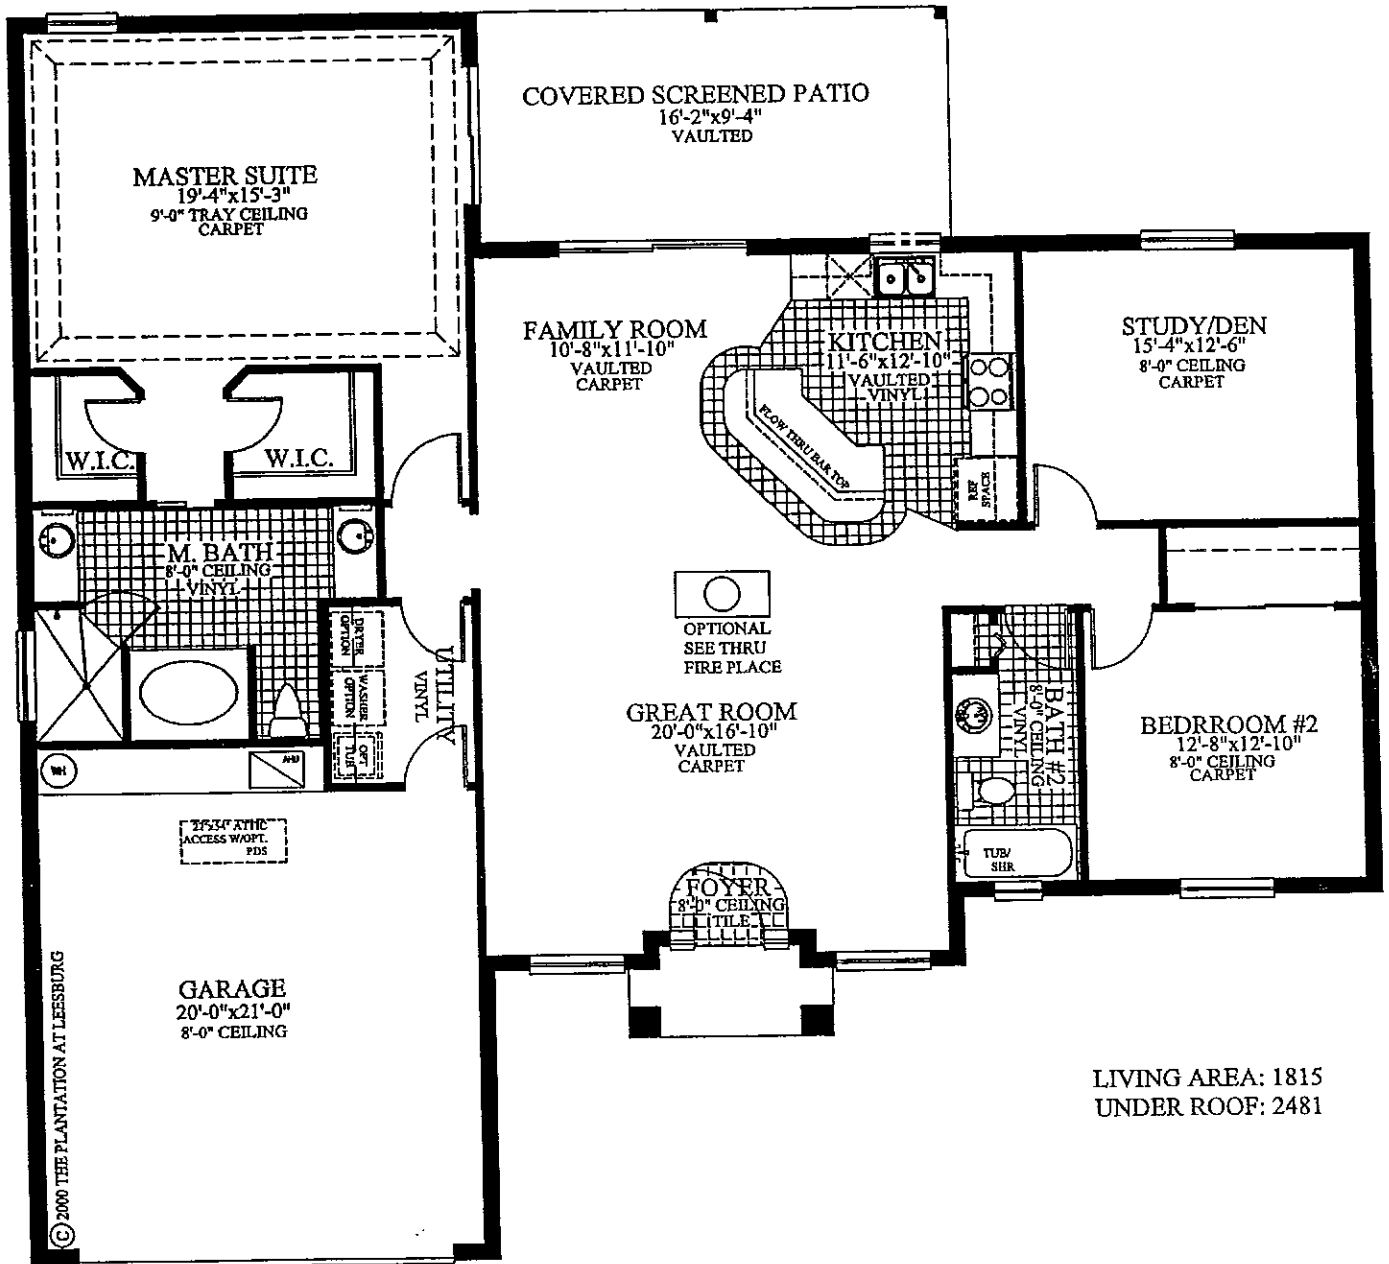 COVERED SCREENED PATIO
16'-2"x9'-4"
VAULTED
MASTER SUITE
19'-4"x15'-3"
9'-0" TRAY CEILING
CARPET
FAMILY ROOM
10'-8"x11'-10"
VAULTED
CARPET
KITCHEN
11'-6"x12'-10"
VAULTED
VINYL
STUDY/DEN
15'-4"x12'-6"
8'-0" CEILING
CARPET
FLOW THRU BAR TOP
REF
SPACE
W.I.C.
W.I.C.
M. BATH
8'-0" CEILING
VINYL
DRYER
OPTION
WASHER
OPTION
OPT
TUB
UTILITY
VINYL
OPTIONAL
SEE THRU
FIRE PLACE
GREAT ROOM
20'-0"x16'-10"
VAULTED
CARPET
BATH #2
8'-0" CEILING
VINYL
BEDRROOM #2
12'-8"x12'-10"
8'-0" CEILING
CARPET
TUB/
SHR
WH
AHU
ACCESS W/OPT.
PDS
FOYER
8'-0" CEILING
TILE
GARAGE
20'-0"x21'-0"
8'-0" CEILING
© 2000 THE PLANTATION AT LEESBURG
LIVING AREA: 1815
UNDER ROOF: 2481